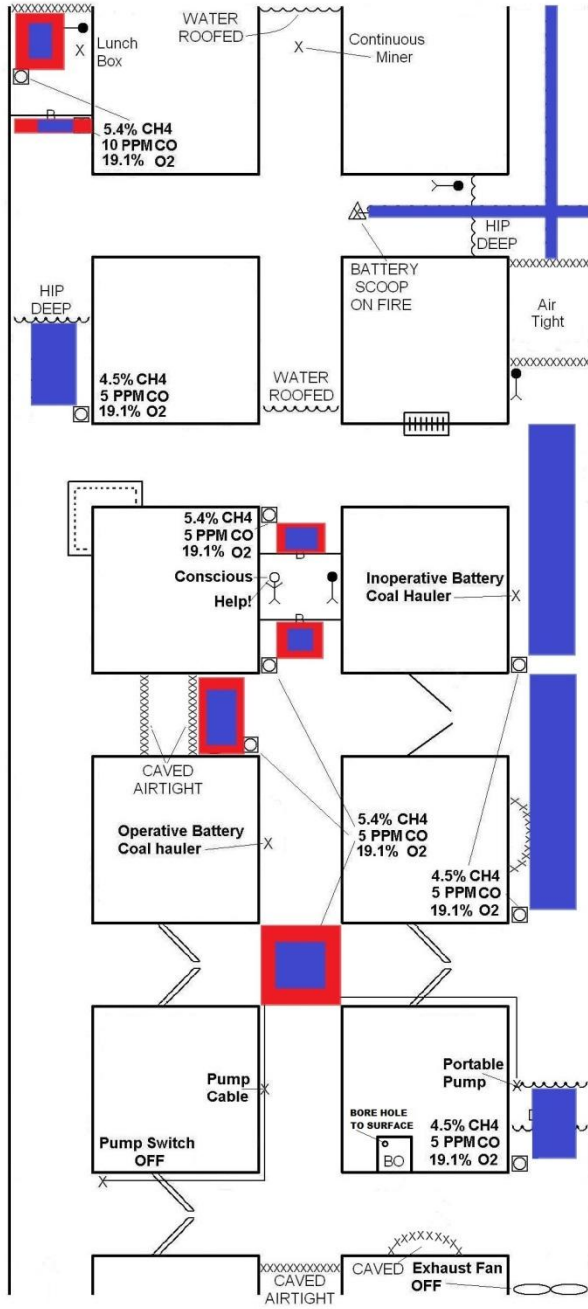 WATER
ROOFED
Continuous
X Miner
X Lunch
Box
5.4% CH4
10 PPM CO
19.1% O2
HIP
DEEP
BATTERY
SCOOP
ON FIRE
HIP
DEEP
Air
Tight
4.5% CH4
5 PPM CO
19.1% O2
WATER
ROOFED
5.4% CH4
5 PPM CO
19.1% O2
Conscious
Help!
Inoperative Battery
Coal Hauler X
CAVED
AIRTIGHT
Operative Battery
Coal hauler X
5.4% CH4
5 PPM CO
19.1% O2
4.5% CH4
5 PPM CO
19.1% O2
Pump
Cable
X
Portable
Pump
X
BORE HOLE
TO SURFACE
BO
4.5% CH4
5 PPM CO
19.1% O2
Pump Switch
OFF
X
CAVED
AIRTIGHT
CAVED
Exhaust Fan
OFF